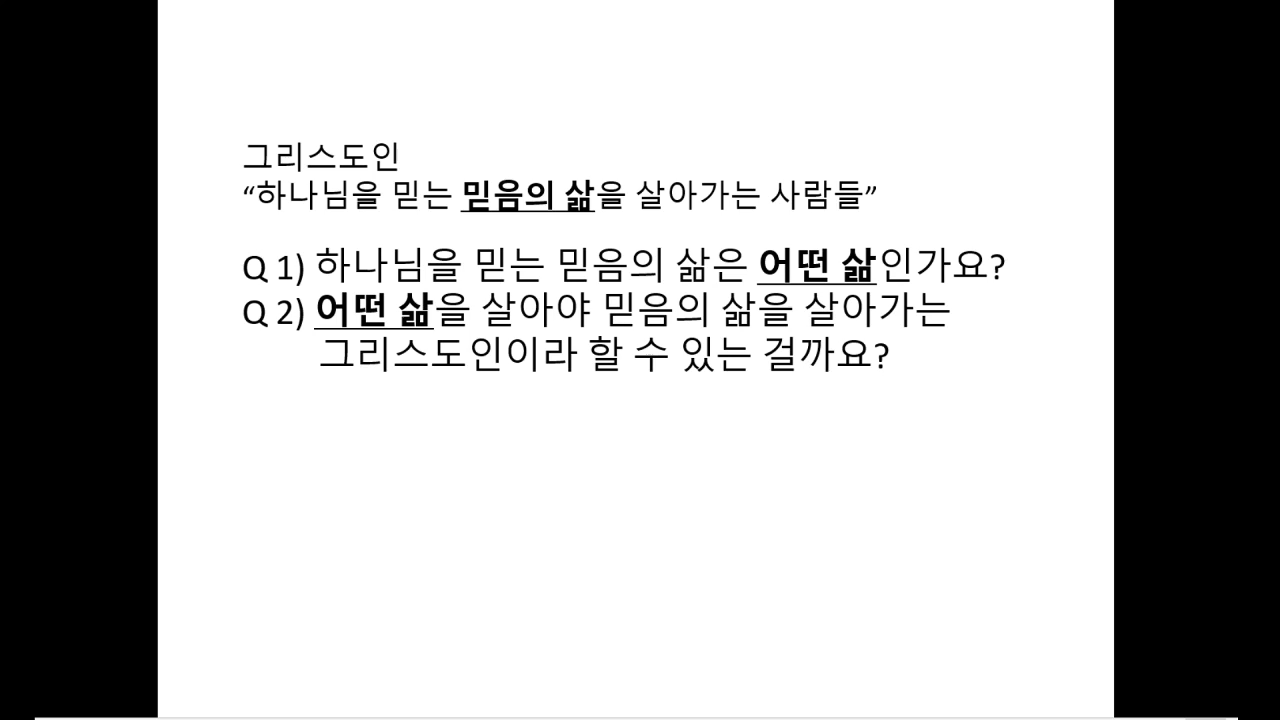 그리스도인
“하나님을 믿는 믿음의 삶을 살아가는 사람들”
Q 1) 하나님을 믿는 믿음의 삶은 어떤 삶인가요?
Q 2) 어떤 삶을 살아야 믿음의 삶을 살아가는
그리스도인이라 할 수 있는 걸까요?